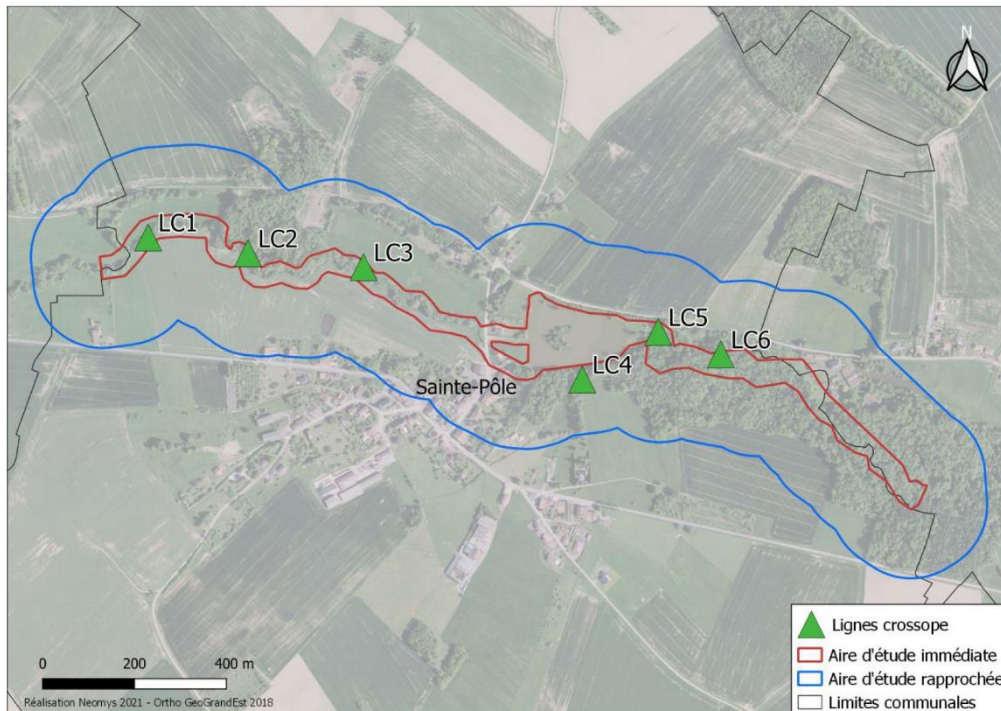 N
LC1
LC2
LC3
LC5
LC6
LC4
Sainte-Pôle
0 200 400 m
Réalisation Neomys 2021 - Ortho GeoGrandEst 2018
Lignes crossope
Aire d'étude immédiate
Aire d'étude rapprochée
Limites communales